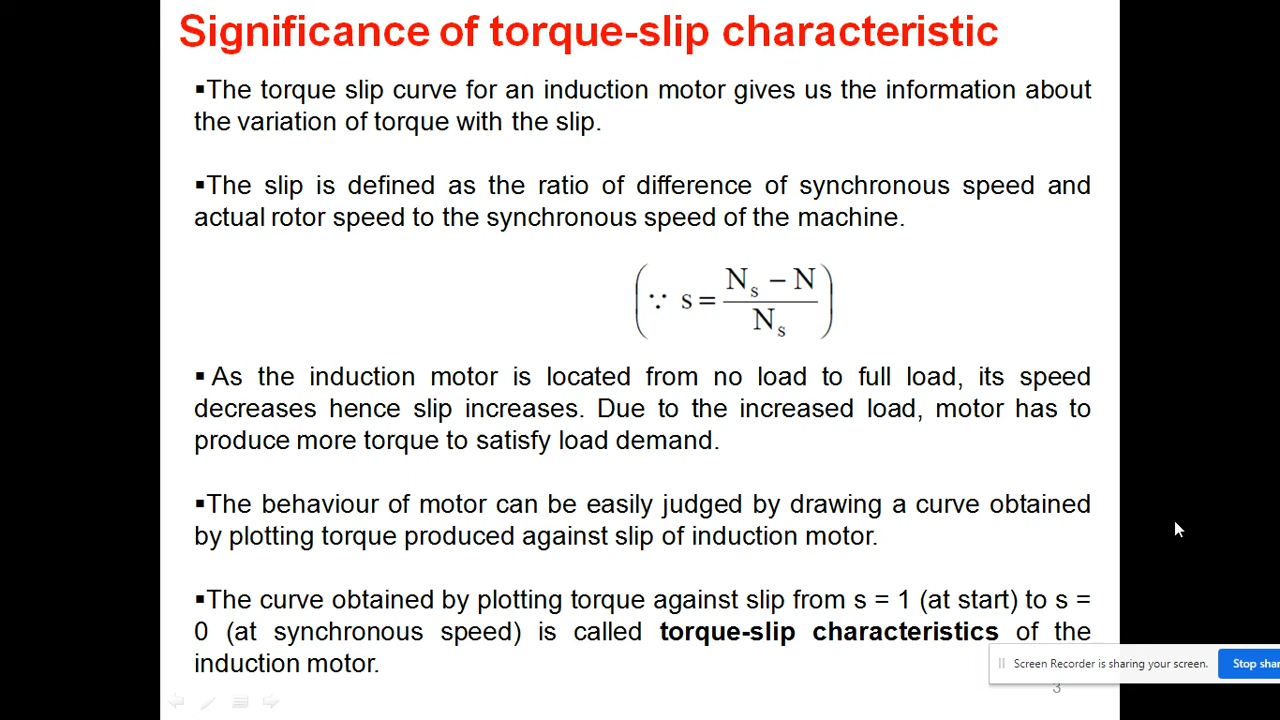 Significance of torque-slip characteristic
▪The torque slip curve for an induction motor gives us the information about
the variation of torque with the slip.
▪The slip is defined as the ratio of difference of synchronous speed and
actual rotor speed to the synchronous speed of the machine.
(∵ s = (Nₛ − N) / Nₛ)
▪ As the induction motor is located from no load to full load, its speed
decreases hence slip increases. Due to the increased load, motor has to
produce more torque to satisfy load demand.
▪The behaviour of motor can be easily judged by drawing a curve obtained
by plotting torque produced against slip of induction motor.
▪The curve obtained by plotting torque against slip from s = 1 (at start) to s =
0 (at synchronous speed) is called torque-slip characteristics of the
induction motor.
Screen Recorder is sharing your screen.
Stop shar
3